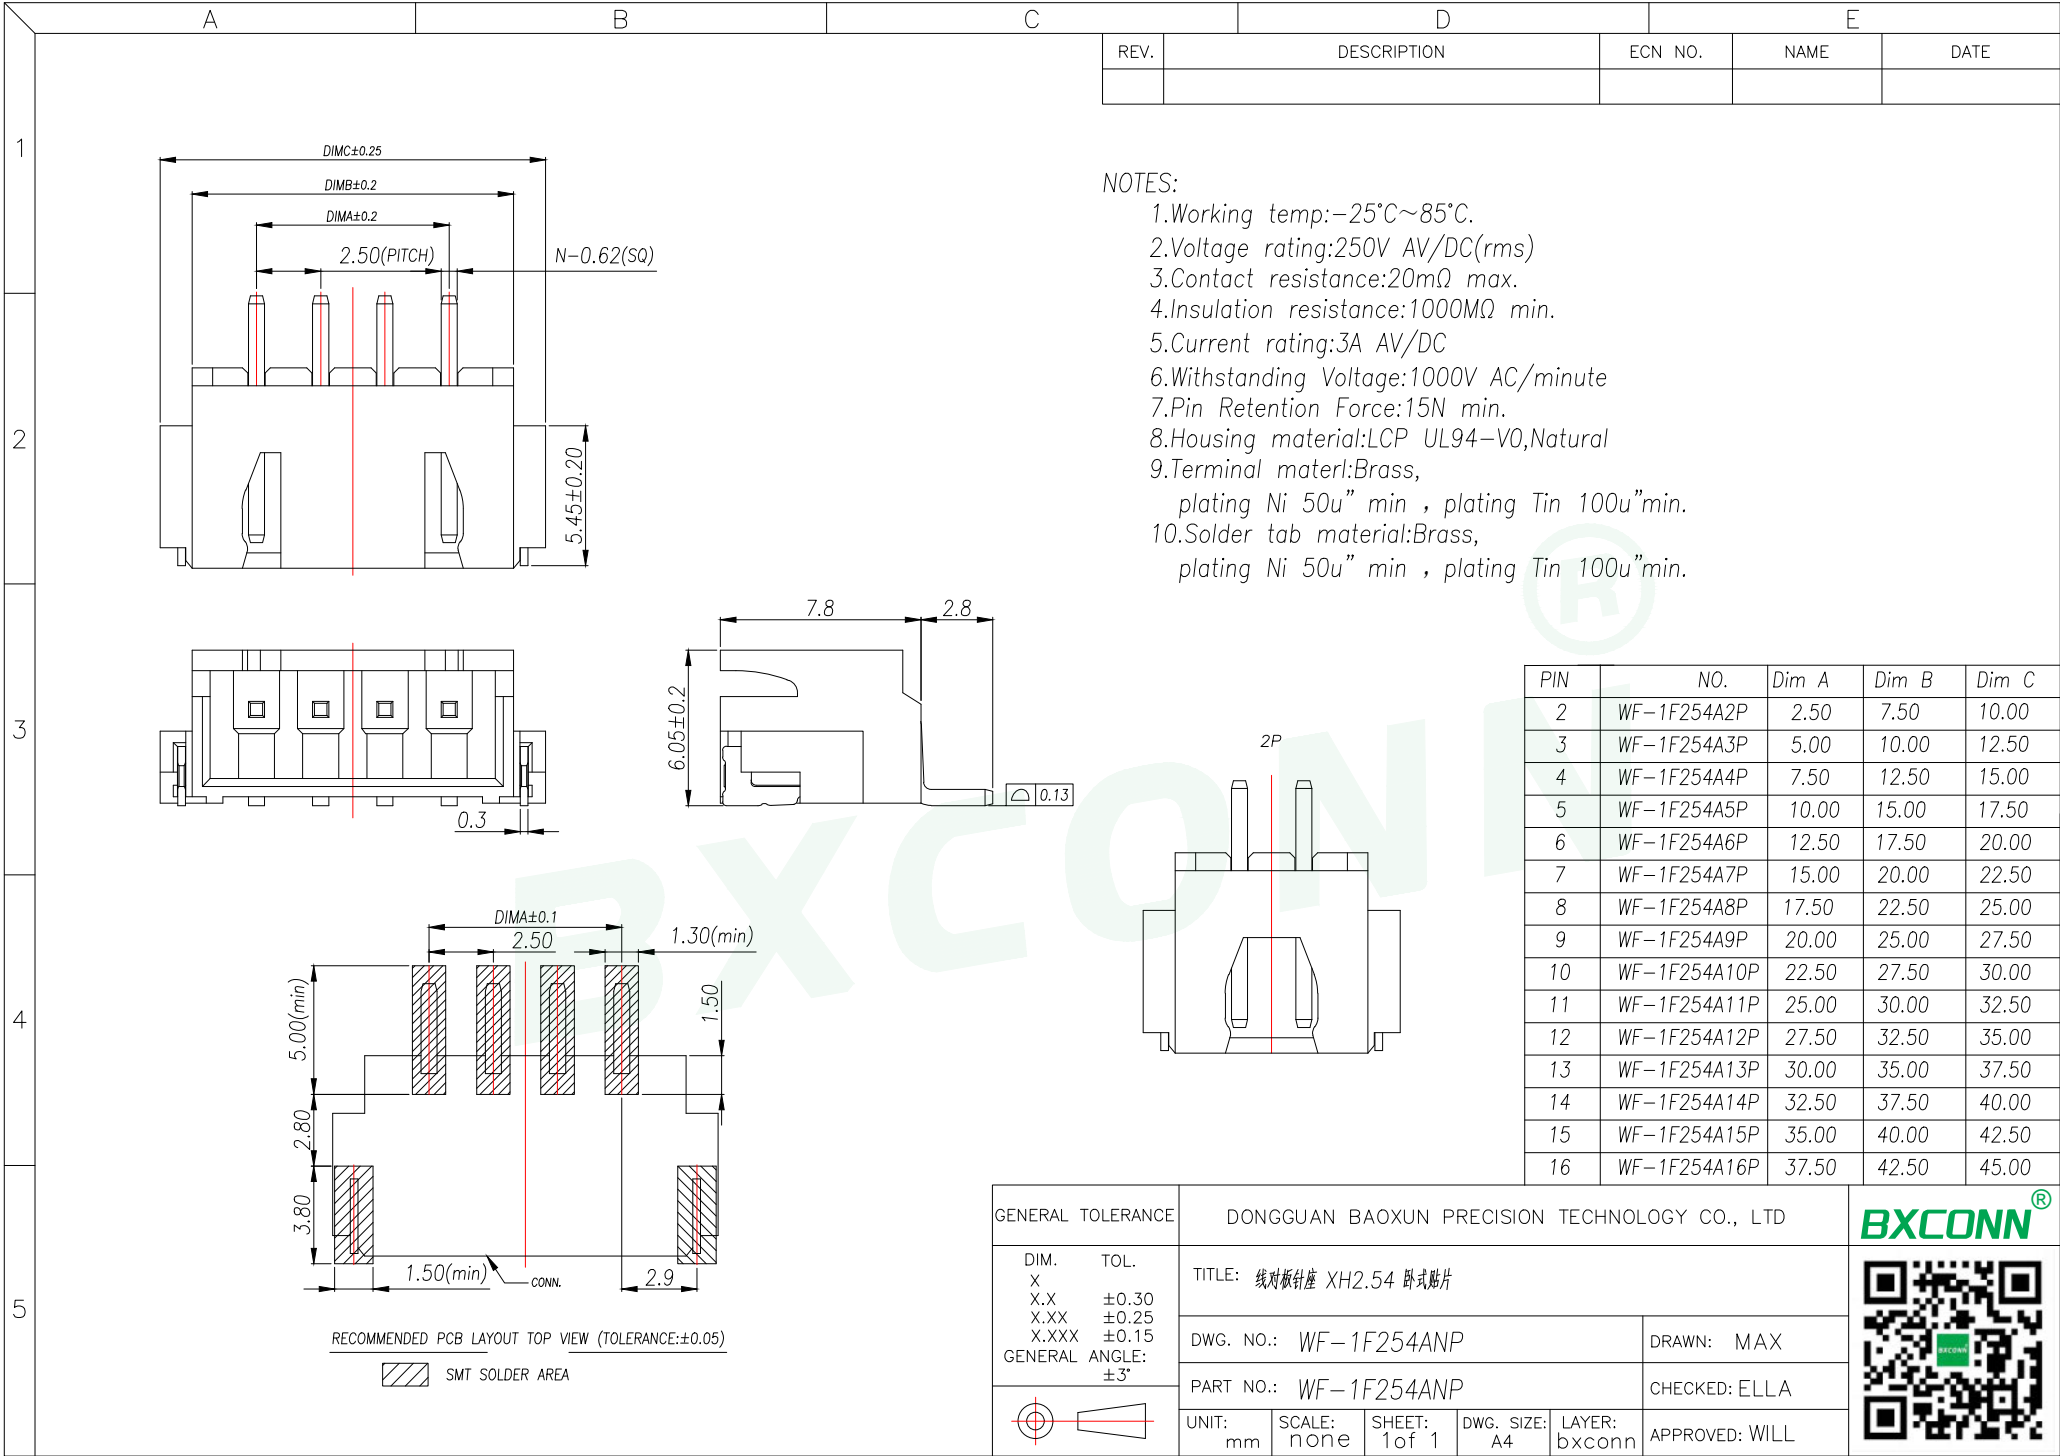 A B C D E
REV. DESCRIPTION ECN NO. NAME DATE
1
2
3
4
5
DIMC±0.25
DIMB±0.2
DIMA±0.2
2.50(PITCH)
N-0.62(SQ)
5.45±0.20
NOTES:
1.Working temp:-25°C~85°C.
2.Voltage rating:250V AV/DC(rms)
3.Contact resistance:20mΩ max.
4.Insulation resistance:1000MΩ min.
5.Current rating:3A AV/DC
6.Withstanding Voltage:1000V AC/minute
7.Pin Retention Force:15N min.
8.Housing material:LCP UL94-V0,Natural
9.Terminal materl:Brass,
plating Ni 50u" min , plating Tin 100u"min.
10.Solder tab material:Brass,
plating Ni 50u" min , plating Tin 100u"min.
0.3
7.8
2.8
6.05±0.2
0.13
2P
BXCONN®
DIMA±0.1
2.50
1.30(min)
5.00(min)
1.50
2.80
3.80
1.50(min)
CONN.
2.9
RECOMMENDED PCB LAYOUT TOP VIEW (TOLERANCE:±0.05)
SMT SOLDER AREA
PIN NO. Dim A Dim B Dim C
2 WF-1F254A2P 2.50 7.50 10.00
3 WF-1F254A3P 5.00 10.00 12.50
4 WF-1F254A4P 7.50 12.50 15.00
5 WF-1F254A5P 10.00 15.00 17.50
6 WF-1F254A6P 12.50 17.50 20.00
7 WF-1F254A7P 15.00 20.00 22.50
8 WF-1F254A8P 17.50 22.50 25.00
9 WF-1F254A9P 20.00 25.00 27.50
10 WF-1F254A10P 22.50 27.50 30.00
11 WF-1F254A11P 25.00 30.00 32.50
12 WF-1F254A12P 27.50 32.50 35.00
13 WF-1F254A13P 30.00 35.00 37.50
14 WF-1F254A14P 32.50 37.50 40.00
15 WF-1F254A15P 35.00 40.00 42.50
16 WF-1F254A16P 37.50 42.50 45.00
GENERAL TOLERANCE
DIM. TOL.
X
X.X ±0.30
X.XX ±0.25
X.XXX ±0.15
GENERAL ANGLE:
±3°
DONGGUAN BAOXUN PRECISION TECHNOLOGY CO., LTD
BXCONN®
TITLE: 线对板针座 XH2.54 卧式贴片
DWG. NO.: WF-1F254ANP
DRAWN: MAX
PART NO.: WF-1F254ANP
CHECKED: ELLA
UNIT: mm
SCALE: none
SHEET: 1of 1
DWG. SIZE: A4
LAYER: bxconn
APPROVED: WILL
BXCONN